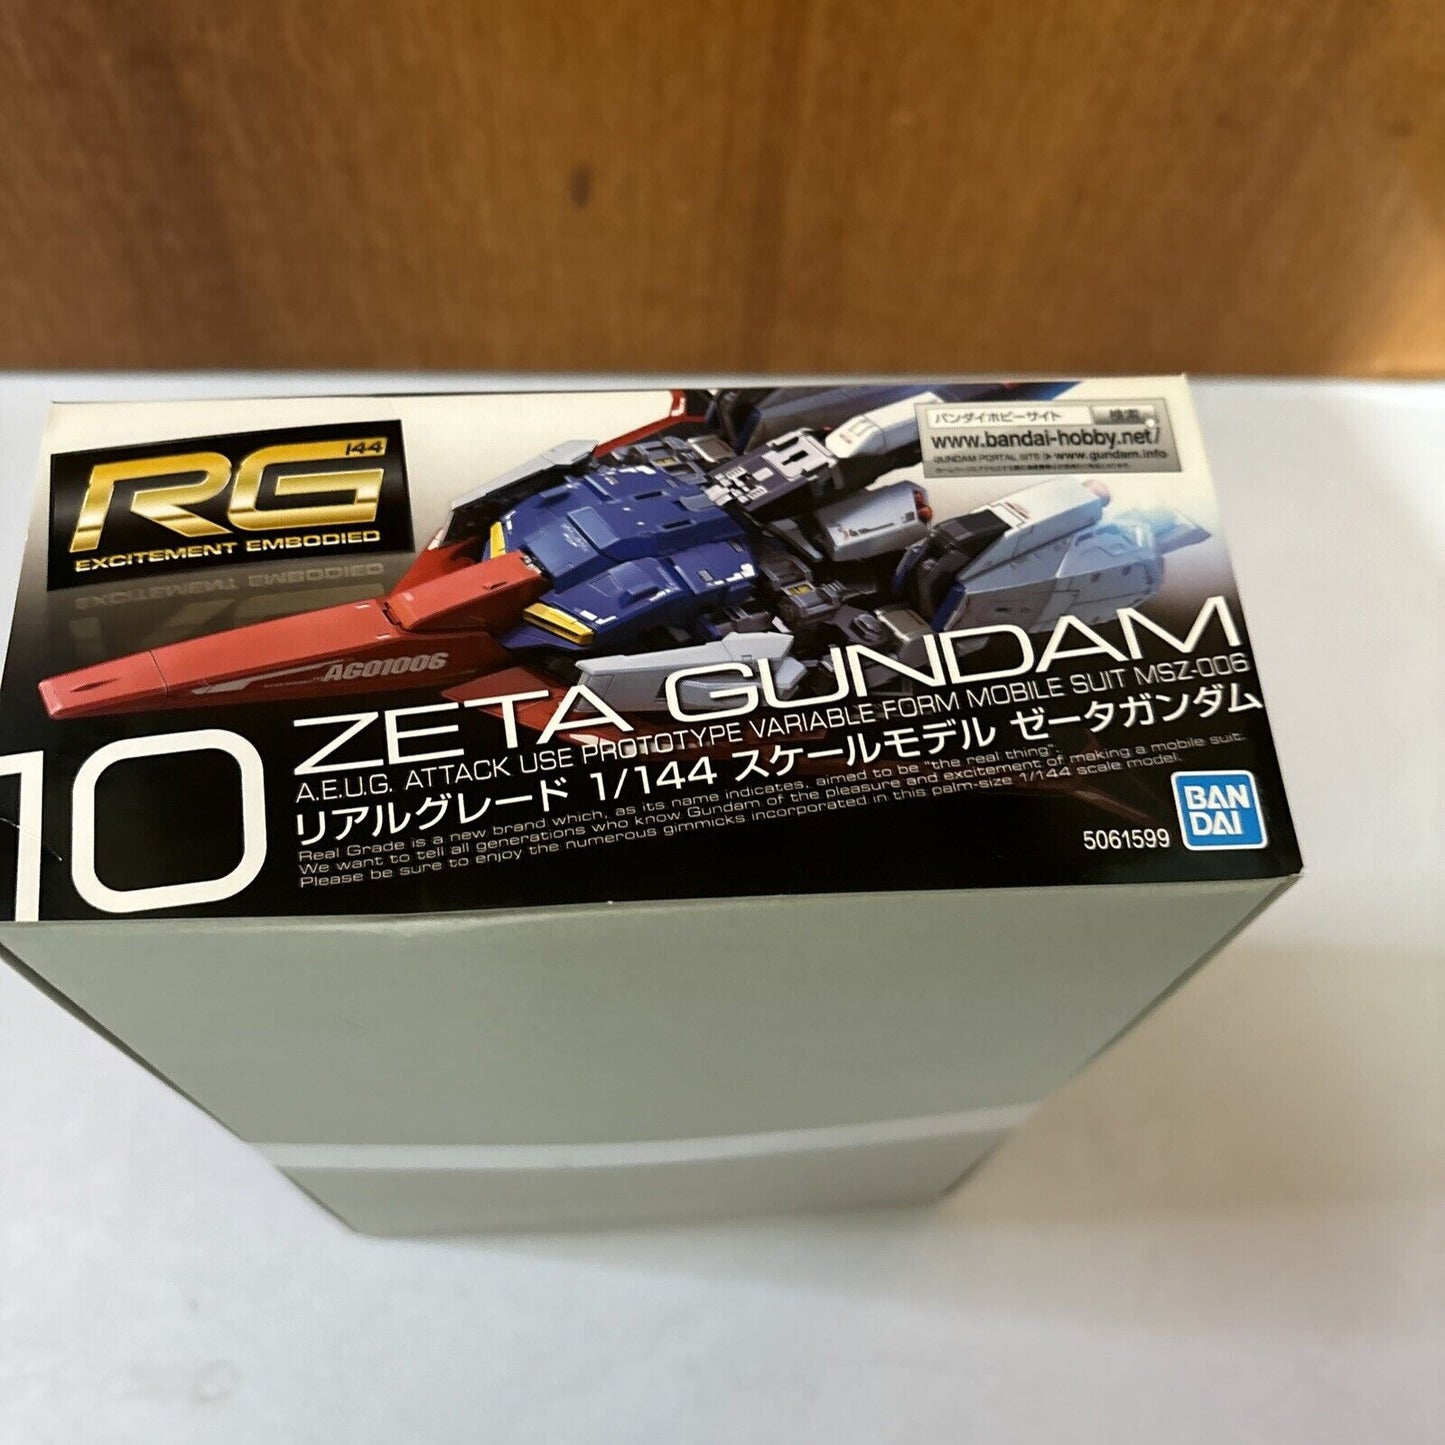 RG 144
EXCITEMENT EMBODIED
バンダイホビーサイト 検索
www.bandai-hobby.net/
GUNDAM PORTAL SITE ▶ www.gundam.info
AG01006
10
ZETA GUNDAM
A.E.U.G. ATTACK USE PROTOTYPE VARIABLE FORM MOBILE SUIT MSZ-006
リアルグレード 1/144 スケールモデル ゼータガンダム
Real Grade is a new brand which, as its name indicates, aimed to be "the real thing".
We want to tell all generations who know Gundam of the pleasure and excitement of making a mobile suit.
Please be sure to enjoy the numerous gimmicks incorporated in this palm-size 1/144 scale model.
5061599
BAN
DAI